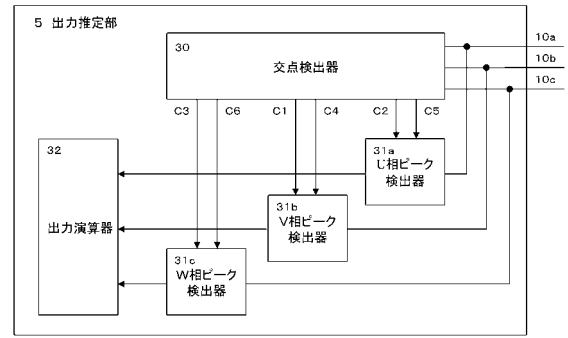 5 出力推定部
30
交点検出器
10a
10b
10c
C3 C6 C1 C4 C2 C5
31a
U相ピーク
検出器
31b
V相ピーク
検出器
31c
W相ピーク
検出器
32
出力演算器